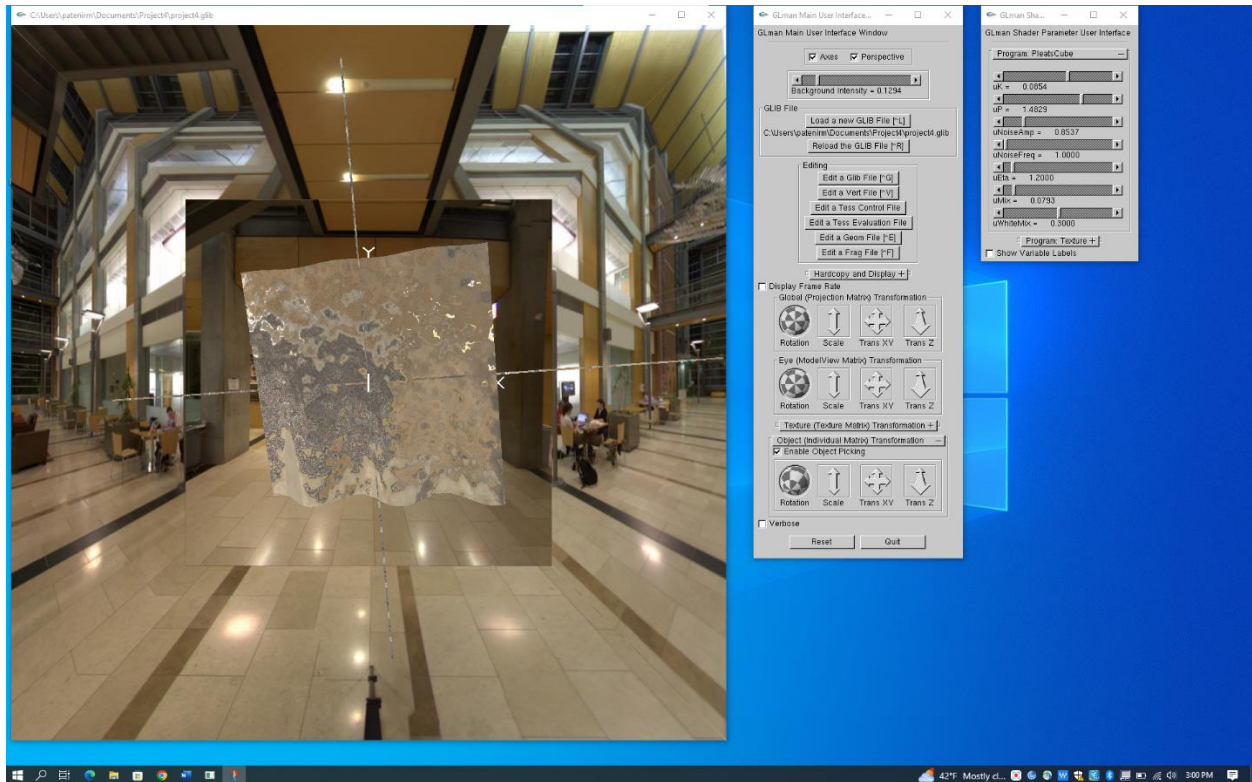 C:\Users\patenirm\Documents\Project4\project4.glib
Y
X
GLman Main User Interface...
GLman Main User Interface Window
Axes Perspective
Background Intensity = 0.1294
GLIB File
Load a new GLIB File [^L]
C:\Users\patenirm\Documents\Project4\project4.glib
Reload the GLIB File [^R]
Editing
Edit a Glib File [^G]
Edit a Vert File [^V]
Edit a Tess Control File
Edit a Tess Evaluation File
Edit a Geom File [^E]
Edit a Frag File [^F]
Hardcopy and Display +
Display Frame Rate
Global (Projection Matrix) Transformation
Rotation Scale Trans XY Trans Z
Eye (ModelView Matrix) Transformation
Rotation Scale Trans XY Trans Z
Texture (Texture Matrix) Transformation +
Object (Individual Matrix) Transformation −
Enable Object Picking
Rotation Scale Trans XY Trans Z
Verbose
Reset Quit
GLman Sha...
GLman Shader Parameter User Interface
Program: PleatsCube −
uK = 0.0854
uP = 1.4829
uNoiseAmp = 0.8537
uNoiseFreq = 1.0000
uEta = 1.2000
uMix = 0.0793
uWhiteMix = 0.3000
Program: Texture +
Show Variable Labels
42°F Mostly cl... 3:00 PM